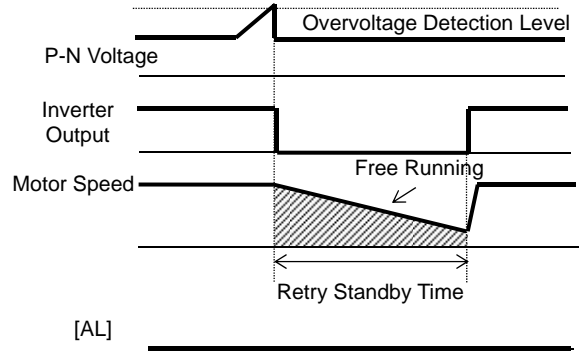 Overvoltage Detection Level
P-N Voltage
Inverter
Output
Free Running
Motor Speed
Retry Standby Time
[AL]